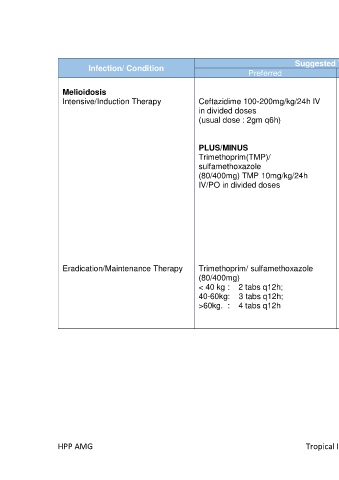 Infection/ Condition
Suggested
Preferred
Melioidosis
Intensive/Induction Therapy
Ceftazidime 100-200mg/kg/24h IV
in divided doses
(usual dose : 2gm q6h)
PLUS/MINUS
Trimethoprim(TMP)/
sulfamethoxazole
(80/400mg) TMP 10mg/kg/24h
IV/PO in divided doses
Eradication/Maintenance Therapy
Trimethoprim/ sulfamethoxazole
(80/400mg)
< 40 kg : 2 tabs q12h;
40-60kg: 3 tabs q12h;
>60kg. : 4 tabs q12h
HPP AMG
Tropical I